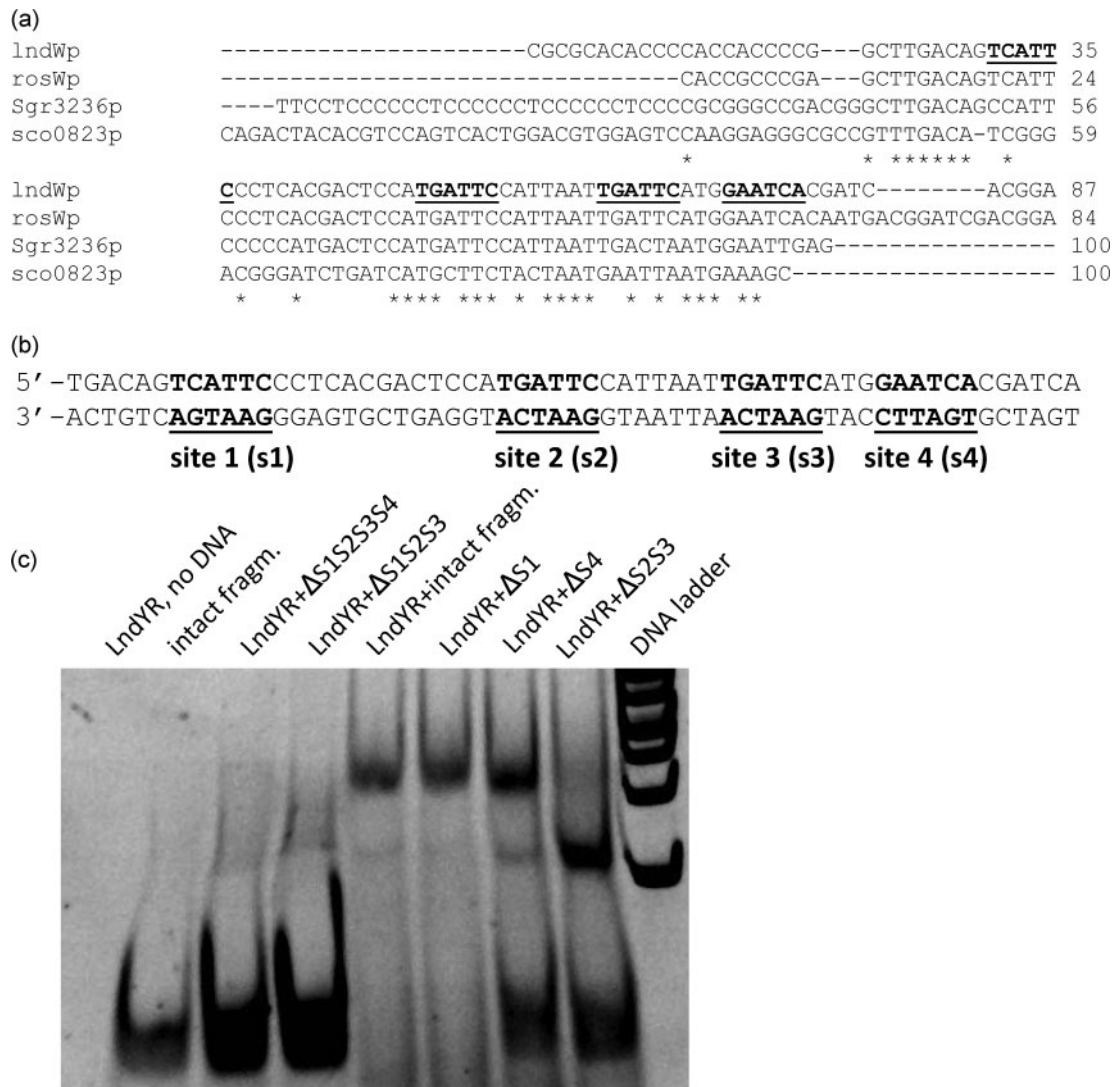 (a)
lndWp ----------------------CGCGCACACCCCACCACCCCG---GCTTGACAGTCATT 35
rosWp ---------------------------------CACCGCCCGA---GCTTGACAGTCATT 24
Sgr3236p ----TTCCTCCCCCCTCCCCCCTCCCCCCTCCCCCGCGGGCCGACGGGCTTGACAGCCATT 56
sco0823p CAGACTACACGTCCAGTCACTGGACGTGGAGTCCAAGGAGGGCGCCGTTTGACA-TCGGG 59
* * ****** *
lndWp CCCTCACGACTCCATGATTCCATTAATTGATTCATGGAATCACGATC--------ACGGA 87
rosWp CCCTCACGACTCCATGATTCCATTAATTGATTCATGGAATCACAATGACGGATCGACGGA 84
Sgr3236p CCCCCATGACTCCATGATTCCATTAATTGACTAATGGAATTGAG---------------- 100
sco0823p ACGGGATCTGATCATGCTTCTACTAATGAATTAATGAAAGC------------------- 100
* * **** *** * **** * * *** **
(b)
5′-TGACAGTCATTCCCTCACGACTCCATGATTCCATTAATTGATTCATGGAATCACGATCA
3′-ACTGTCAGTAAGGGAGTGCTGAGGTACTAAGGTAATTAACTAAGTACCTTAGTGCTAGT
site 1 (s1) site 2 (s2) site 3 (s3) site 4 (s4)
(c)
LndYR, no DNA
intact fragm.
LndYR+ΔS1S2S3S4
LndYR+ΔS1S2S3
LndYR+intact fragm.
LndYR+ΔS1
LndYR+ΔS4
LndYR+ΔS2S3
DNA ladder